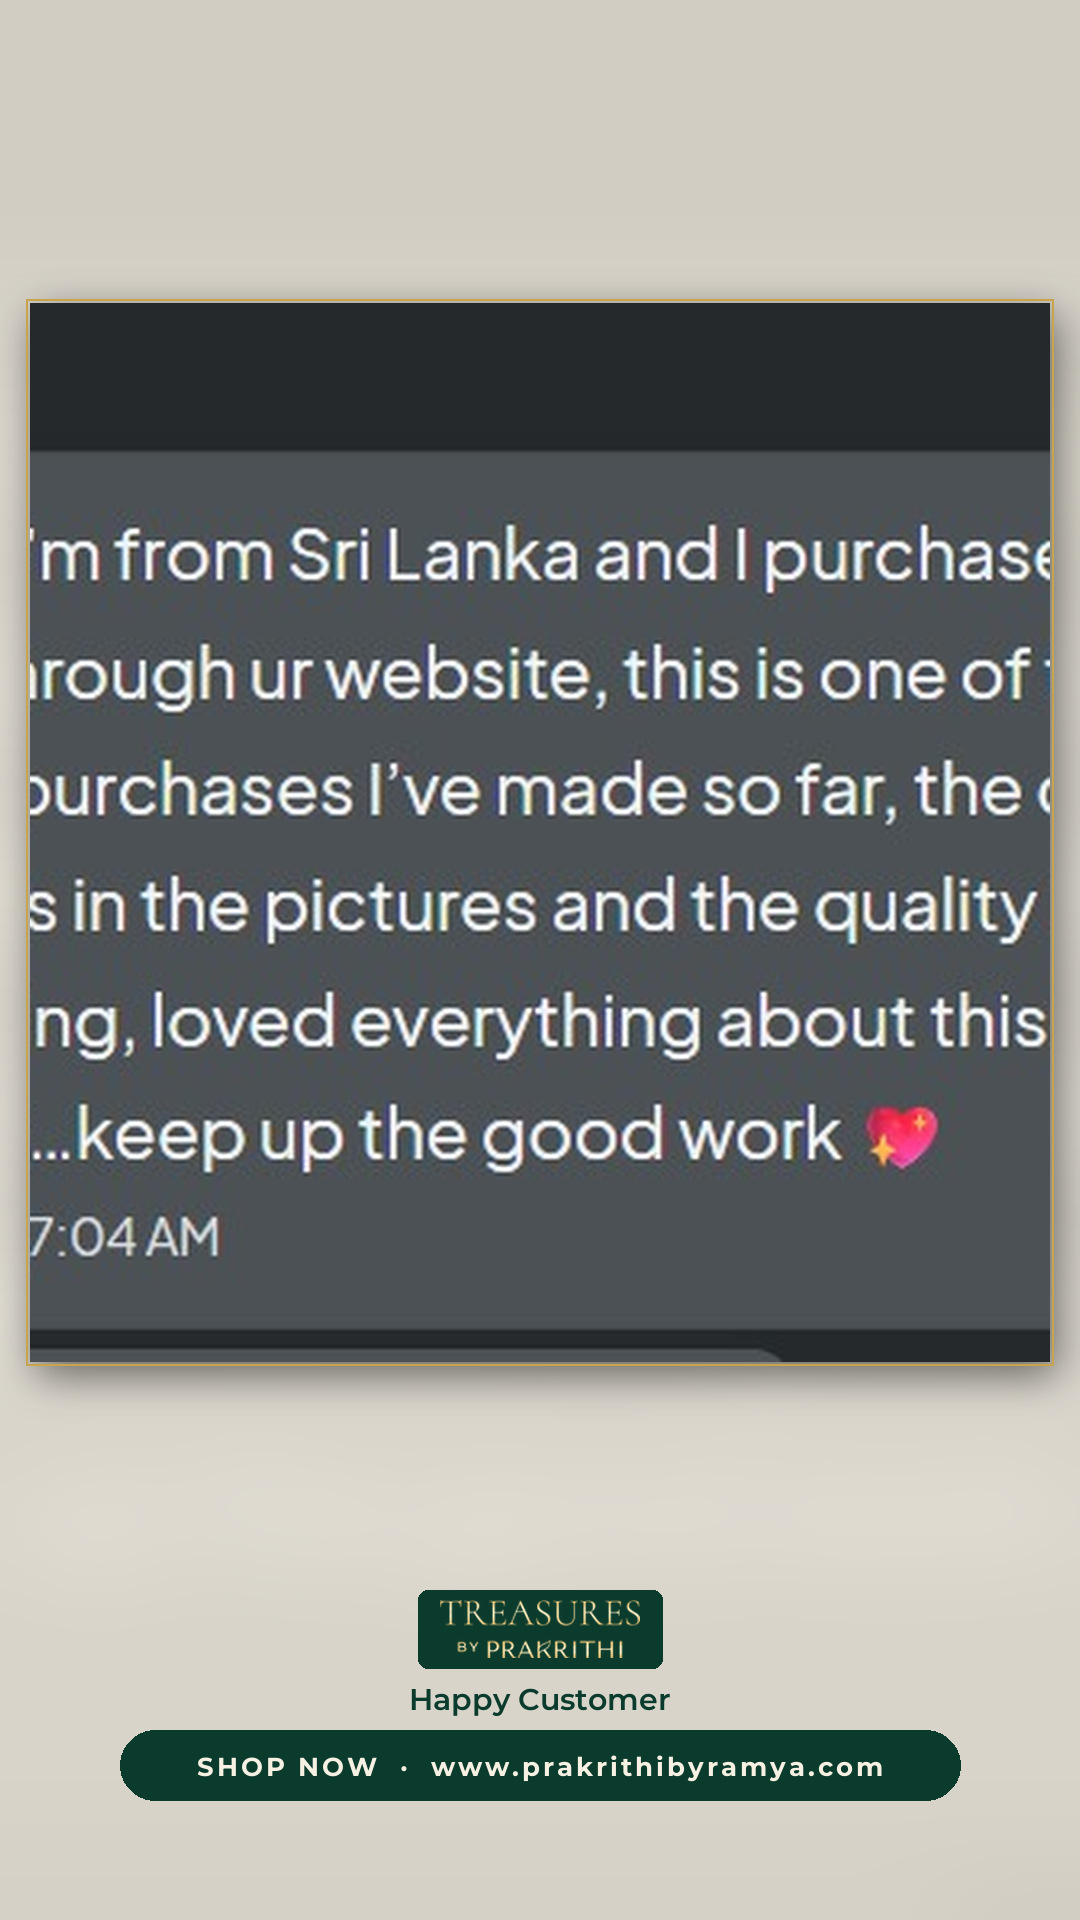 'm from Sri Lanka and I purchase
hrough ur website, this is one of
purchases I've made so far, the
s in the pictures and the quality
ng, loved everything about this
...keep up the good work 💖
7:04 AM
TREASURES
BY PRAKRITHI
Happy Customer
SHOP NOW · www.prakrithibyramya.com